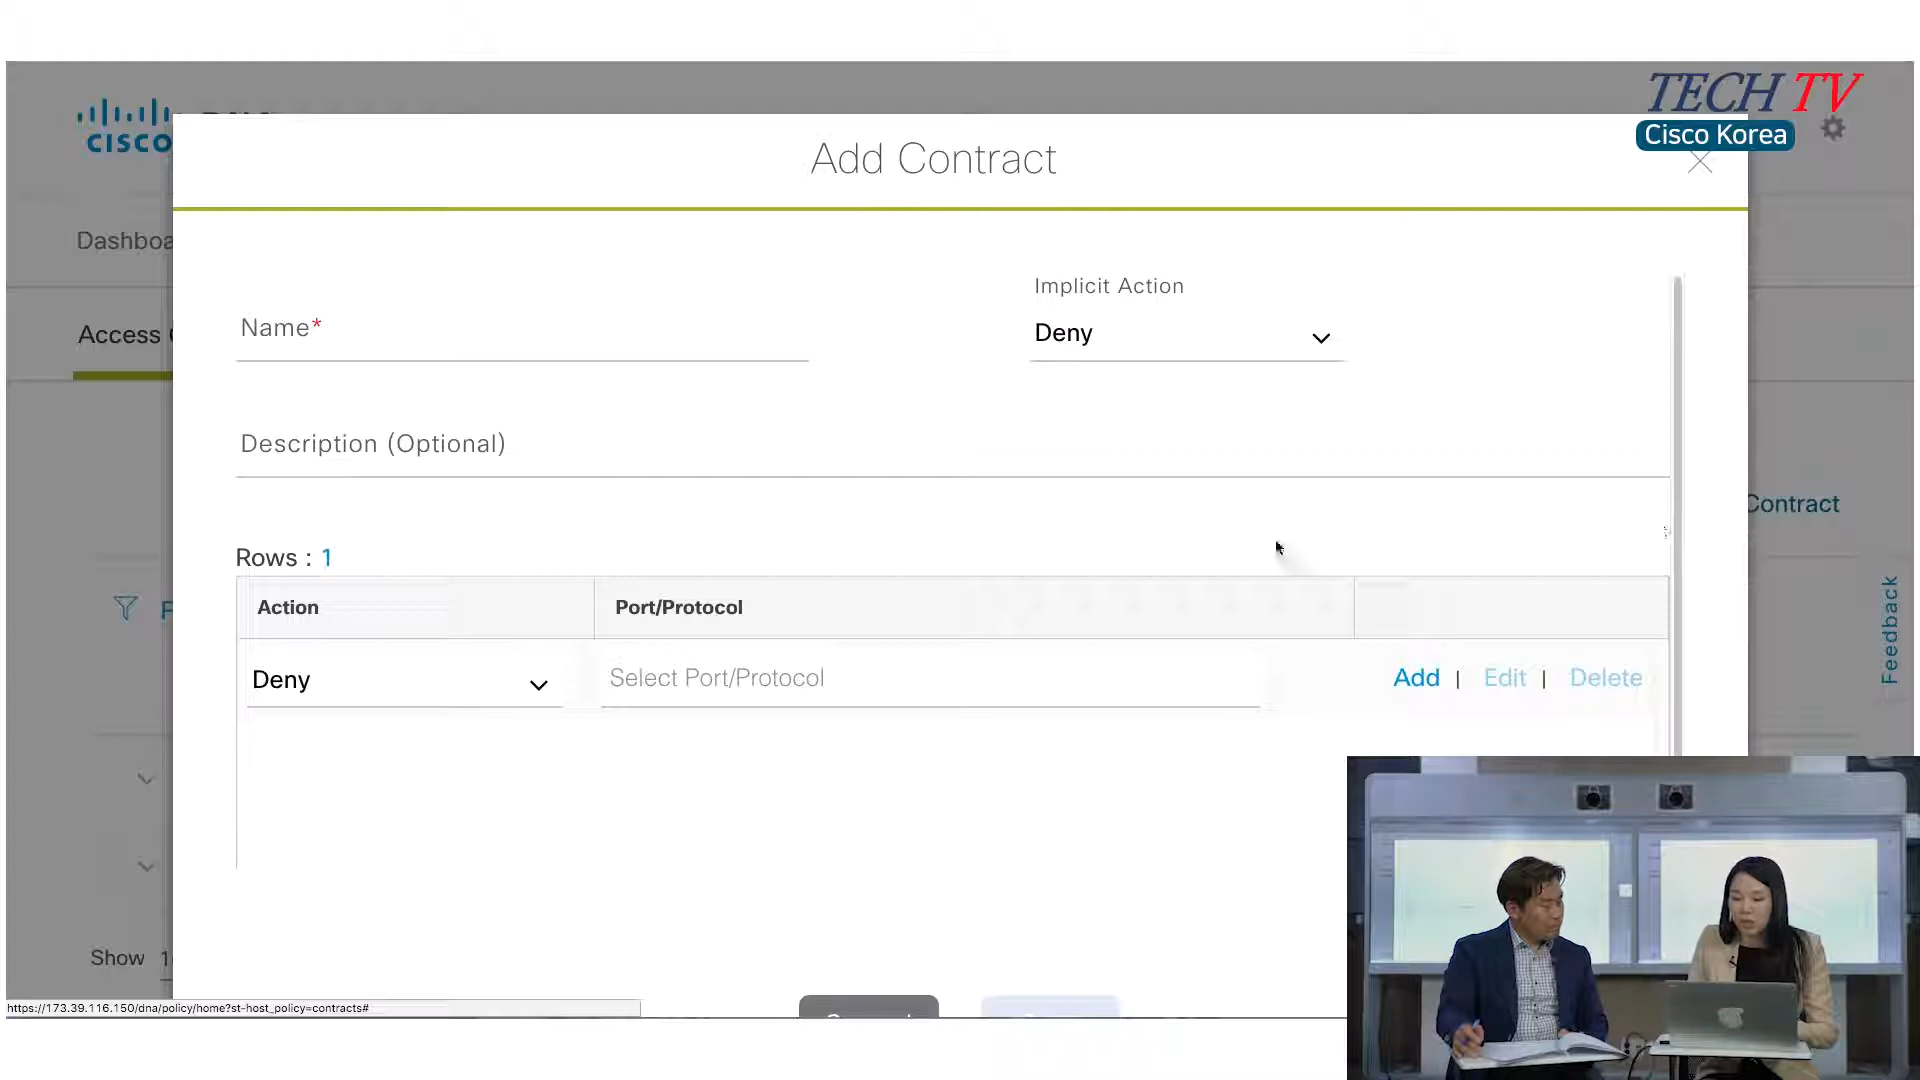 TECH TV
Cisco Korea
CISCO
Add Contract
Dashboa
Access
Implicit Action
Name*
Deny
Description (Optional)
Contract
Rows : 1
Action
Port/Protocol
Feedback
Deny
Select Port/Protocol
Add | Edit | Delete
Show
https://173.39.116.150/dna/policy/home?st-host_policy=contracts#